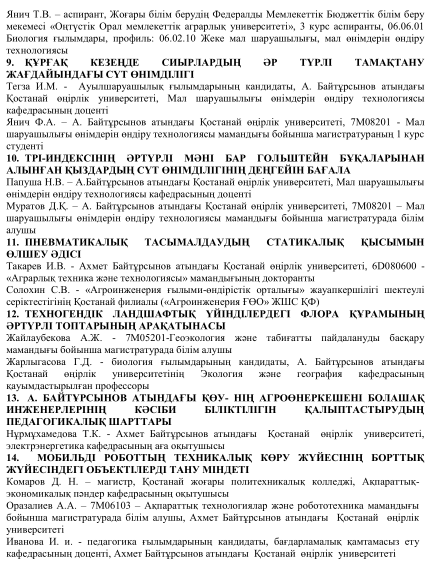 Янич Т.В. – аспирант, Жоғары білім берудің Федералды Мемлекеттік Бюджеттік білім беру
мекемесі «Оңтүстік Орал мемлекеттік аграрлық университеті», 3 курс аспиранты, 06.06.01
Биология ғылымдары, профиль: 06.02.10 Жеке мал шаруашылығы, мал өнімдерін өндіру
технологиясы
9. ҚҰРҒАҚ КЕЗЕҢДЕ СИЫРЛАРДЫҢ ӘР ТҮРЛІ ТАМАҚТАНУ
ЖАҒДАЙЫНДАҒЫ СҮТ ӨНІМДІЛІГІ
Тегза И.М. - Ауылшаруашылық ғылымдарының кандидаты, А. Байтұрсынов атындағы
Қостанай өңірлік университеті, Мал шаруашылығы өнімдерін өндіру технологиясы
кафедрасының доценті
Янич Ф.А. – А. Байтұрсынов атындағы Қостанай өңірлік университеті, 7М08201 - Мал
шаруашылығы өнімдерін өндіру технологиясы мамандығы бойынша магистратураның 1 курс
студенті
10. ТРІ-ИНДЕКСІНІҢ ӘРТҮРЛІ МӘНІ БАР ГОЛЬШТЕЙН БҰҚАЛАРЫНАН
АЛЫНҒАН ҚЫЗДАРДЫҢ СҮТ ӨНІМДІЛІГІНІҢ ДЕҢГЕЙІН БАҒАЛА
Папуша Н.В. – А.Байтұрсынов атындағы Қостанай өңірлік университеті, Мал шаруашылығы
өнімдерін өндіру технологиясы кафедрасының доценті
Муратов Д.Қ. – А. Байтұрсынов атындағы Қостанай өңірлік университеті, 7М08201 – Мал
шаруашылығы өнімдерін өндіру технологиясы мамандығы бойынша магистратурада білім
алушы
11. ПНЕВМАТИКАЛЫҚ ТАСЫМАЛДАУДЫҢ СТАТИКАЛЫҚ ҚЫСЫМЫН
ӨЛШЕУ ӘДІСІ
Такарев И.В. - Ахмет Байтұрсынов атындағы Қостанай өңірлік университеті, 6D080600 -
«Аграрлық техника және технологиясы» мамандығының докторанты
Солохин С.В. - «Агроинженерия ғылыми-өндірістік орталығы» жауапкершілігі шектеулі
серіктестігінің Қостанай филиалы («Агроинженерия ҒӨО» ЖШС ҚФ)
12. ТЕХНОГЕНДІК ЛАНДШАФТЫҚ ҮЙІНДІЛЕРДЕГІ ФЛОРА ҚҰРАМЫНЫҢ
ӘРТҮРЛІ ТОПТАРЫНЫҢ АРАҚАТЫНАСЫ
Жайлаубекова А.Ж. - 7М05201-Геоэкология және табиғатты пайдалануды басқару
мамандығы бойынша магистратурада білім алушы
Жарлығасова Г.Д. - биология ғылымдарының кандидаты, А. Байтұрсынов атындағы
Қостанай өңірлік университетінің Экология және география кафедрасының
қауымдастырылған профессоры
13. А. БАЙТҰРСЫНОВ АТЫНДАҒЫ ҚӨУ- НІҢ АГРОӨНЕРКЕШЕНІ БОЛАШАҚ
ИНЖЕНЕРЛЕРІНІҢ КӘСІБИ БІЛІКТІЛІГІН ҚАЛЫПТАСТЫРУДЫҢ
ПЕДАГОГИКАЛЫҚ ШАРТТАРЫ
Нұрмұхамедова Т.К. - Ахмет Байтұрсынов атындағы Қостанай өңірлік университеті,
электрэнергетика кафедрасының аға оқытушысы
14. МОБИЛЬДІ РОБОТТЫҢ ТЕХНИКАЛЫҚ КӨРУ ЖҮЙЕСІНІҢ БОРТТЫҚ
ЖҮЙЕСІНДЕГІ ОБЪЕКТІЛЕРДІ ТАНУ МІНДЕТІ
Комаров Д. Н. – магистр, Қостанай жоғары политехникалық колледжі, Ақпараттық-
экономикалық пәндер кафедрасының оқытушысы
Оразалиев А.А. – 7М06103 – Ақпараттық технологиялар және робототехника мамандығы
бойынша магистратурада білім алушы, Ахмет Байтұрсынов атындағы Қостанай өңірлік
университеті
Иванова И. и. - педагогика ғылымдарының кандидаты, бағдарламалық қамтамасыз ету
кафедрасының доценті, Ахмет Байтұрсынов атындағы Қостанай өңірлік университеті